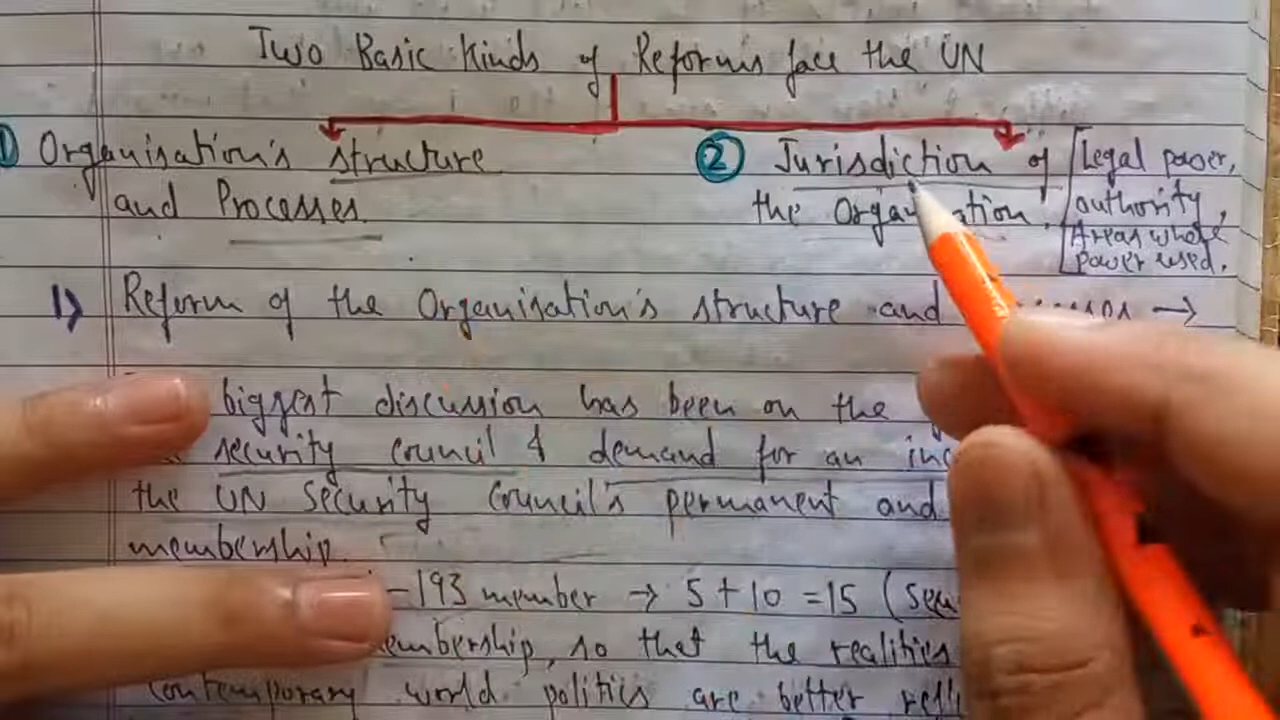 Two Basic Kinds of Reforms face the UN
① Organisation's structure
and Processes.
② Jurisdiction of
the Organisation.
[Legal power,
authority,
Areas where
power used.
1) Reform of the Organisation's structure and →
biggest discussion has been on the
security council & demand for an
the UN Security Council's permanent and
membership.
-193 member → 5 + 10 = 15 (
membership, so that the realities
contemporary world politics are better